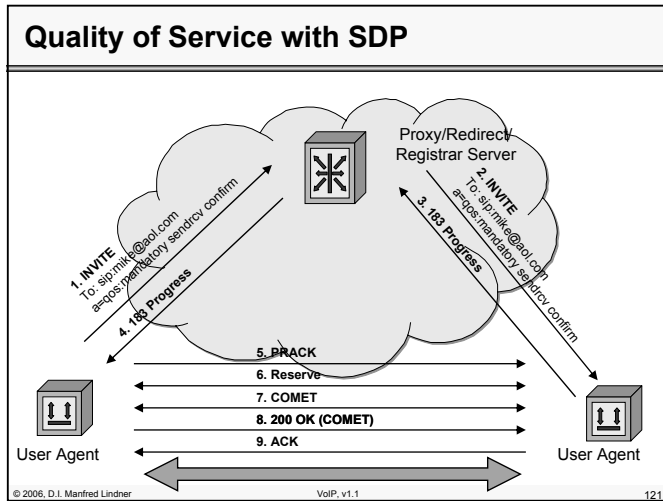 Quality of Service with SDP
Proxy/Redirect/
Registrar Server
1. INVITE
To: sip:mike@aol.com
a=qos:mandatory sendrcv confirm
2. INVITE
To: sip:mike@aol.com
a=qos:mandatory sendrcv confirm
3. 183 Progress
4. 183 Progress
5. PRACK
6. Reserve
7. COMET
8. 200 OK (COMET)
9. ACK
User Agent
User Agent
© 2006, D.I. Manfred Lindner
VoIP, v1.1
121